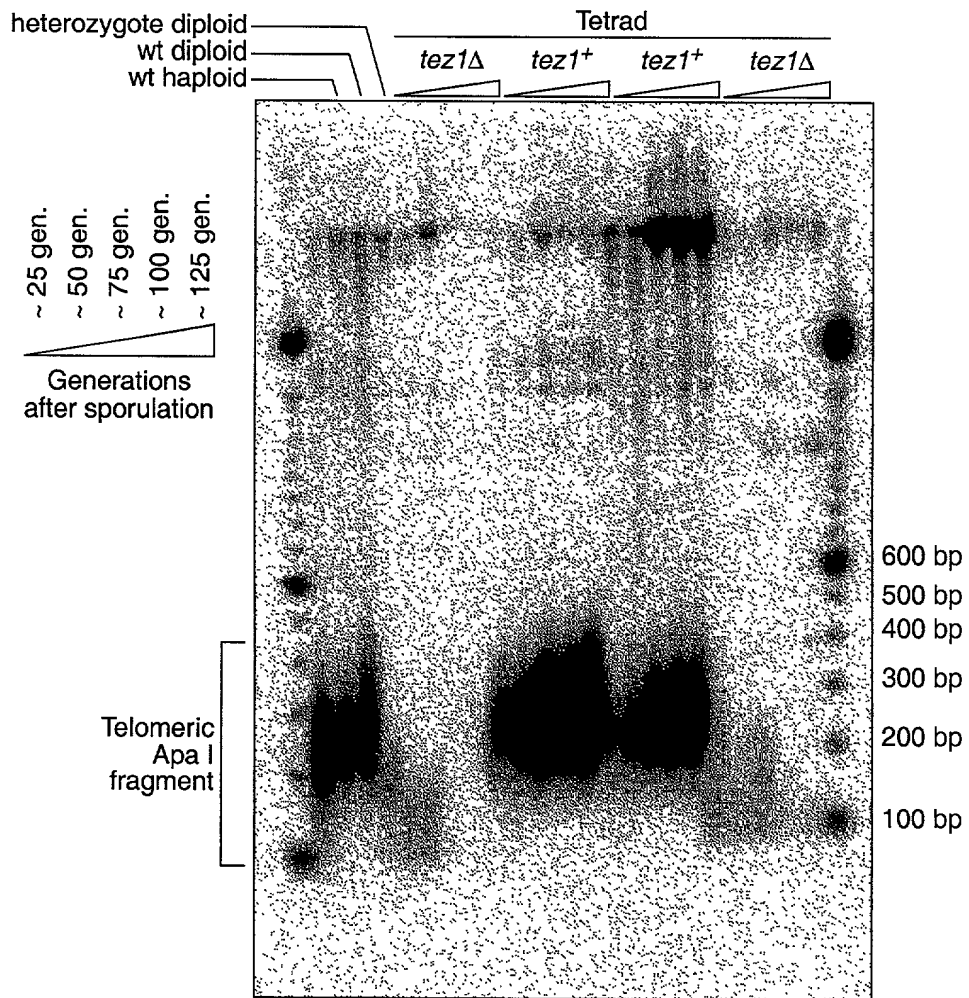 heterozygote diploid
wt diploid
wt haploid
Tetrad
tez1Δ
tez1+
tez1+
tez1Δ
~ 25 gen.
~ 50 gen.
~ 75 gen.
~ 100 gen.
~ 125 gen.
Generations
after sporulation
600 bp
500 bp
400 bp
300 bp
200 bp
100 bp
Telomeric
Apa I
fragment